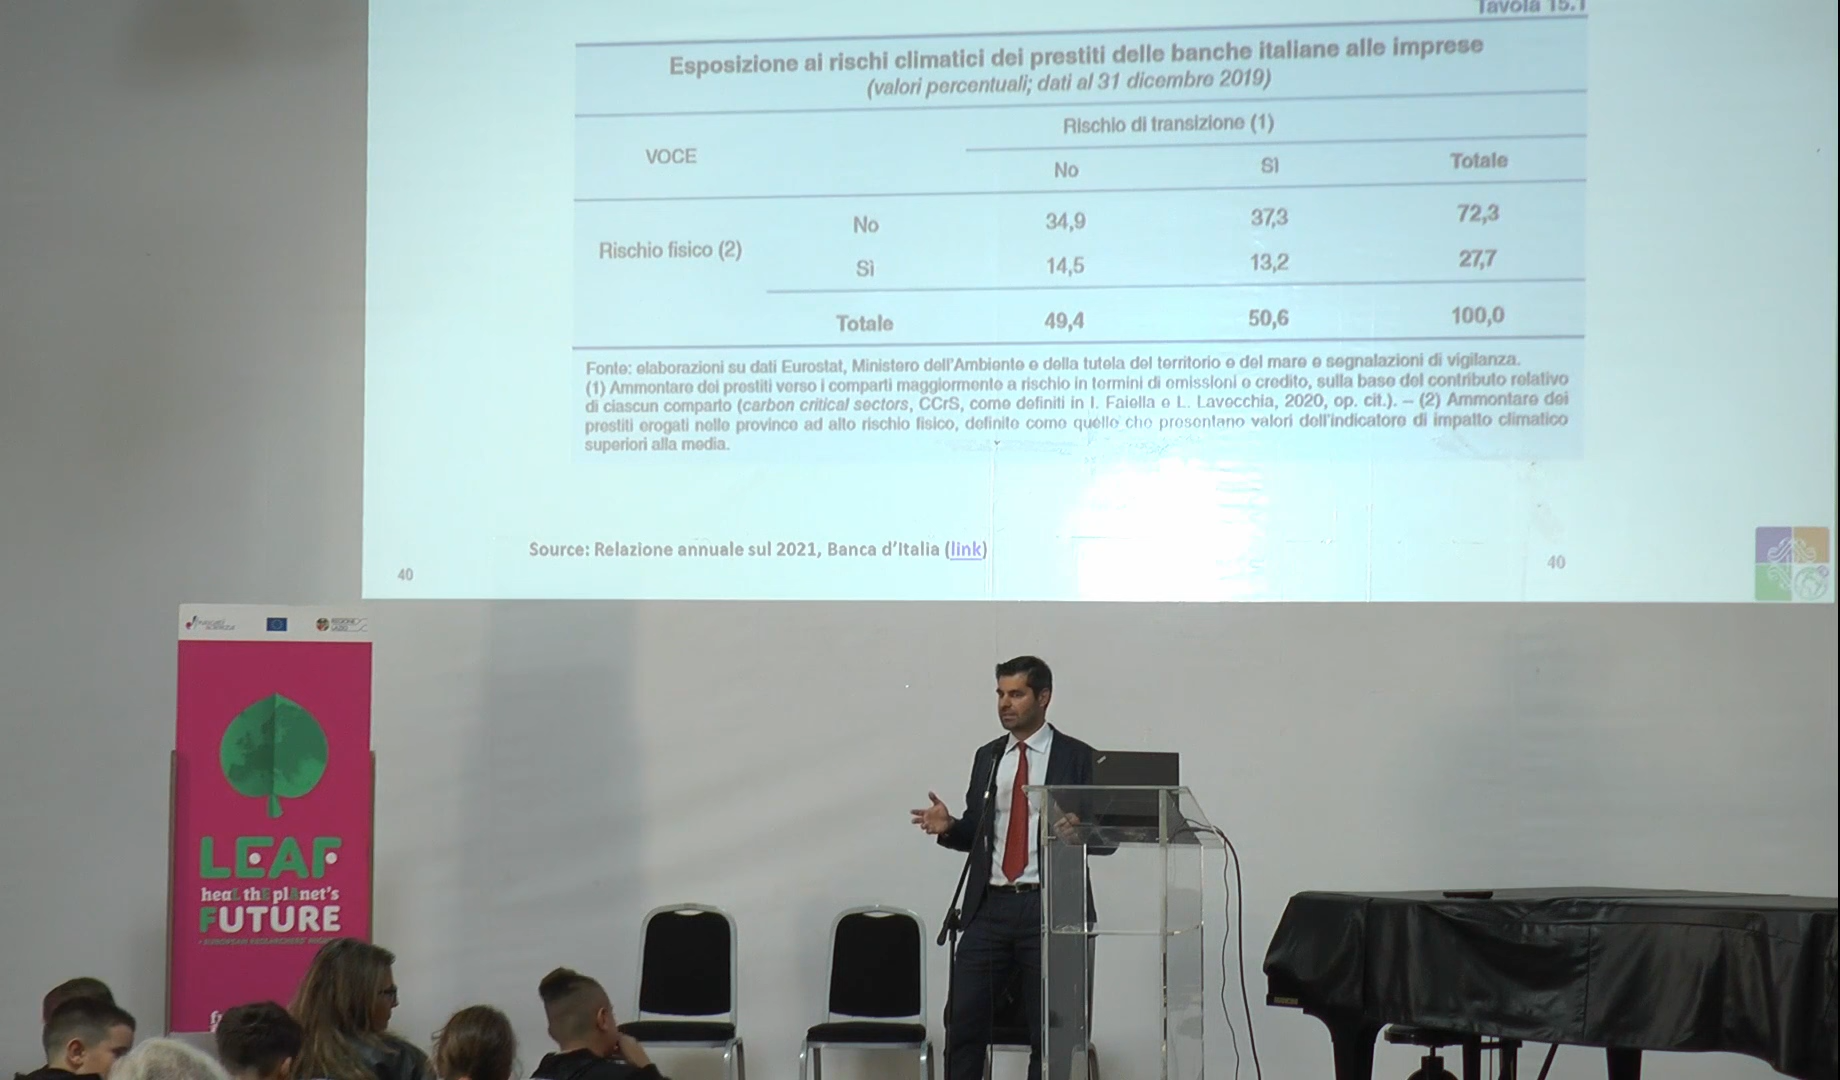 Tavola 15.1
Esposizione ai rischi climatici dei prestiti delle banche italiane alle imprese
(valori percentuali; dati al 31 dicembre 2019)
VOCE
Rischio di transizione (1)
No Sì Totale
Rischio fisico (2)
No 34,9 37,3 72,3
Sì 14,5 13,2 27,7
Totale 49,4 50,6 100,0
Fonte: elaborazioni su dati Eurostat, Ministero dell'Ambiente e della tutela del territorio e del mare e segnalazioni di vigilanza.
(1) Ammontare dei prestiti verso i comparti maggiormente a rischio in termini di emissioni e credito, sulla base del contributo relativo
di ciascun comparto (carbon critical sectors, CCrS, come definiti in I. Faiella e L. Lavecchia, 2020, op. cit.). – (2) Ammontare dei
prestiti erogati nelle province ad alto rischio fisico, definite come quelle che presentano valori dell'indicatore di impatto climatico
superiori alla media.
Source: Relazione annuale sul 2021, Banca d'Italia (link)
40
40
REGIONE
LAZIO
LEAF
heal the planet's
FUTURE